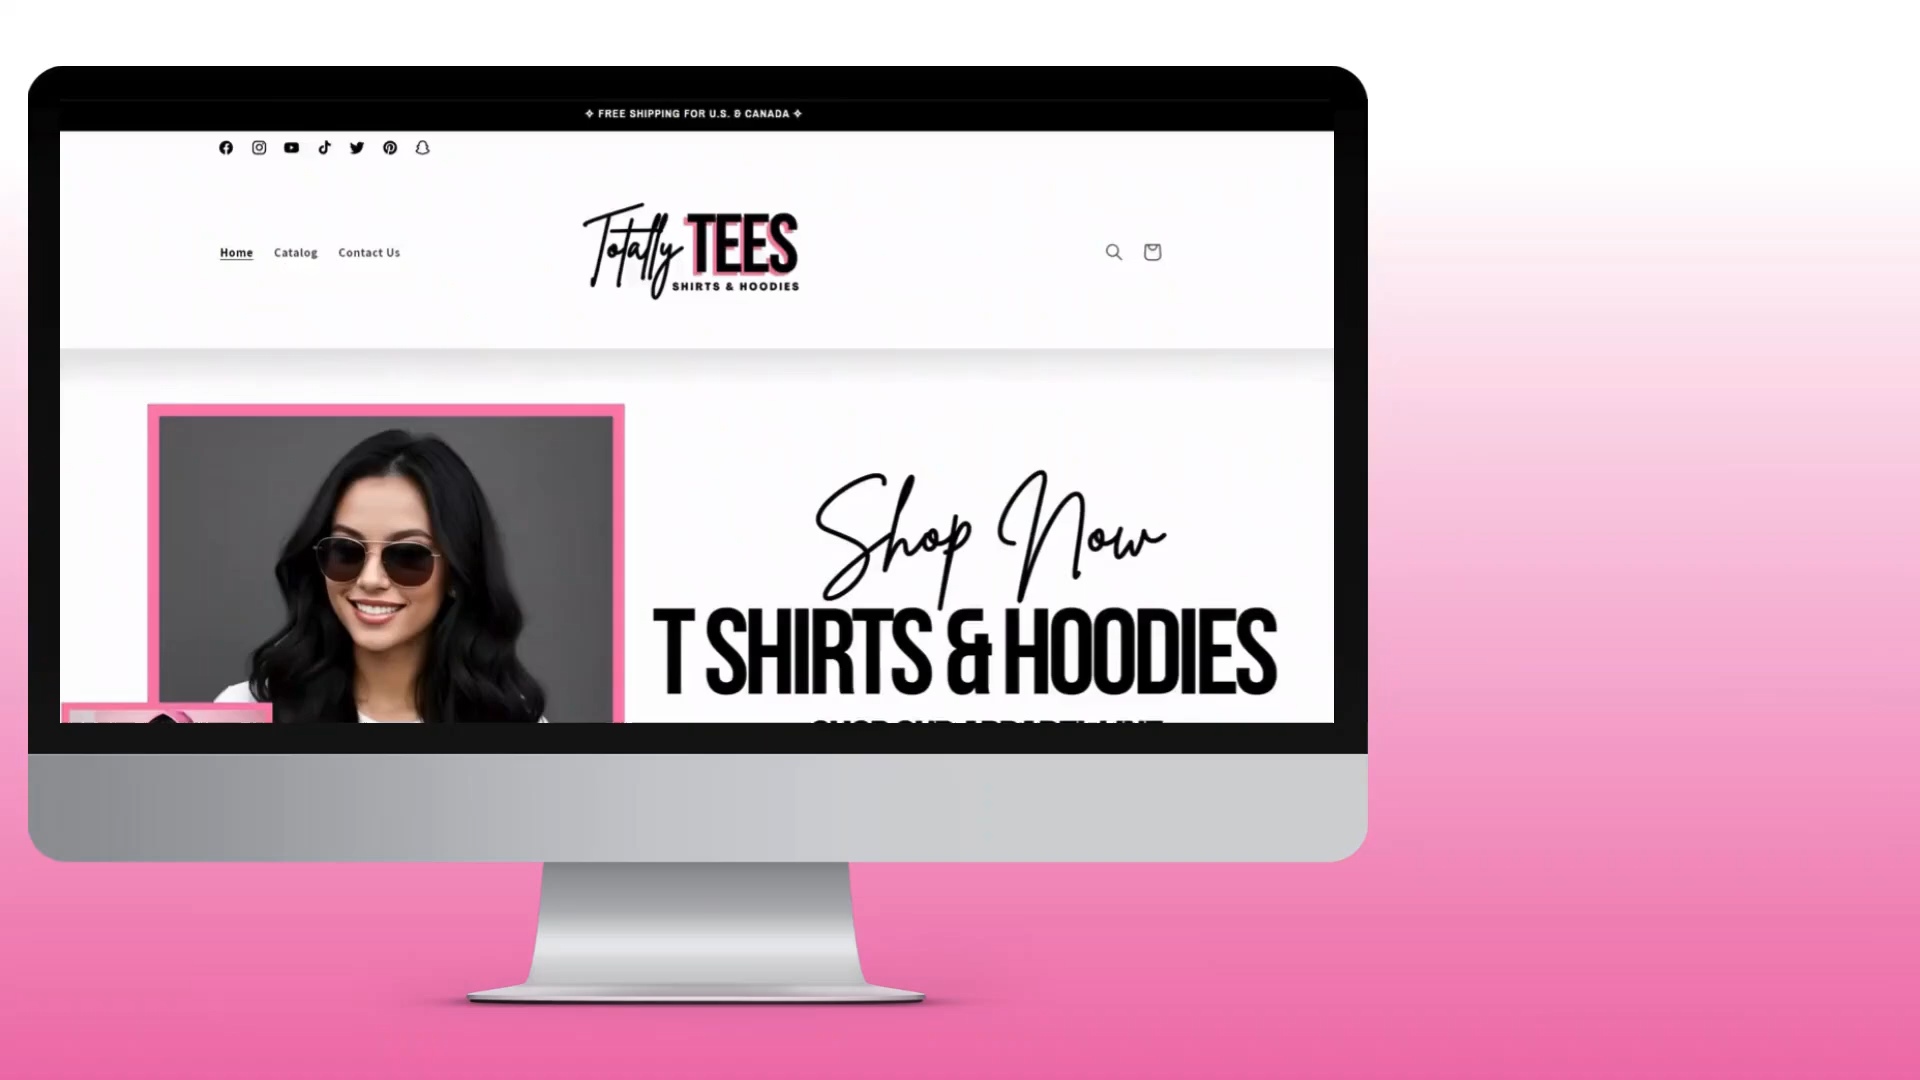 ✧ FREE SHIPPING FOR U.S. & CANADA ✧
Home Catalog Contact Us
Totally TEES
SHIRTS & HOODIES
Shop Now
T SHIRTS & HOODIES